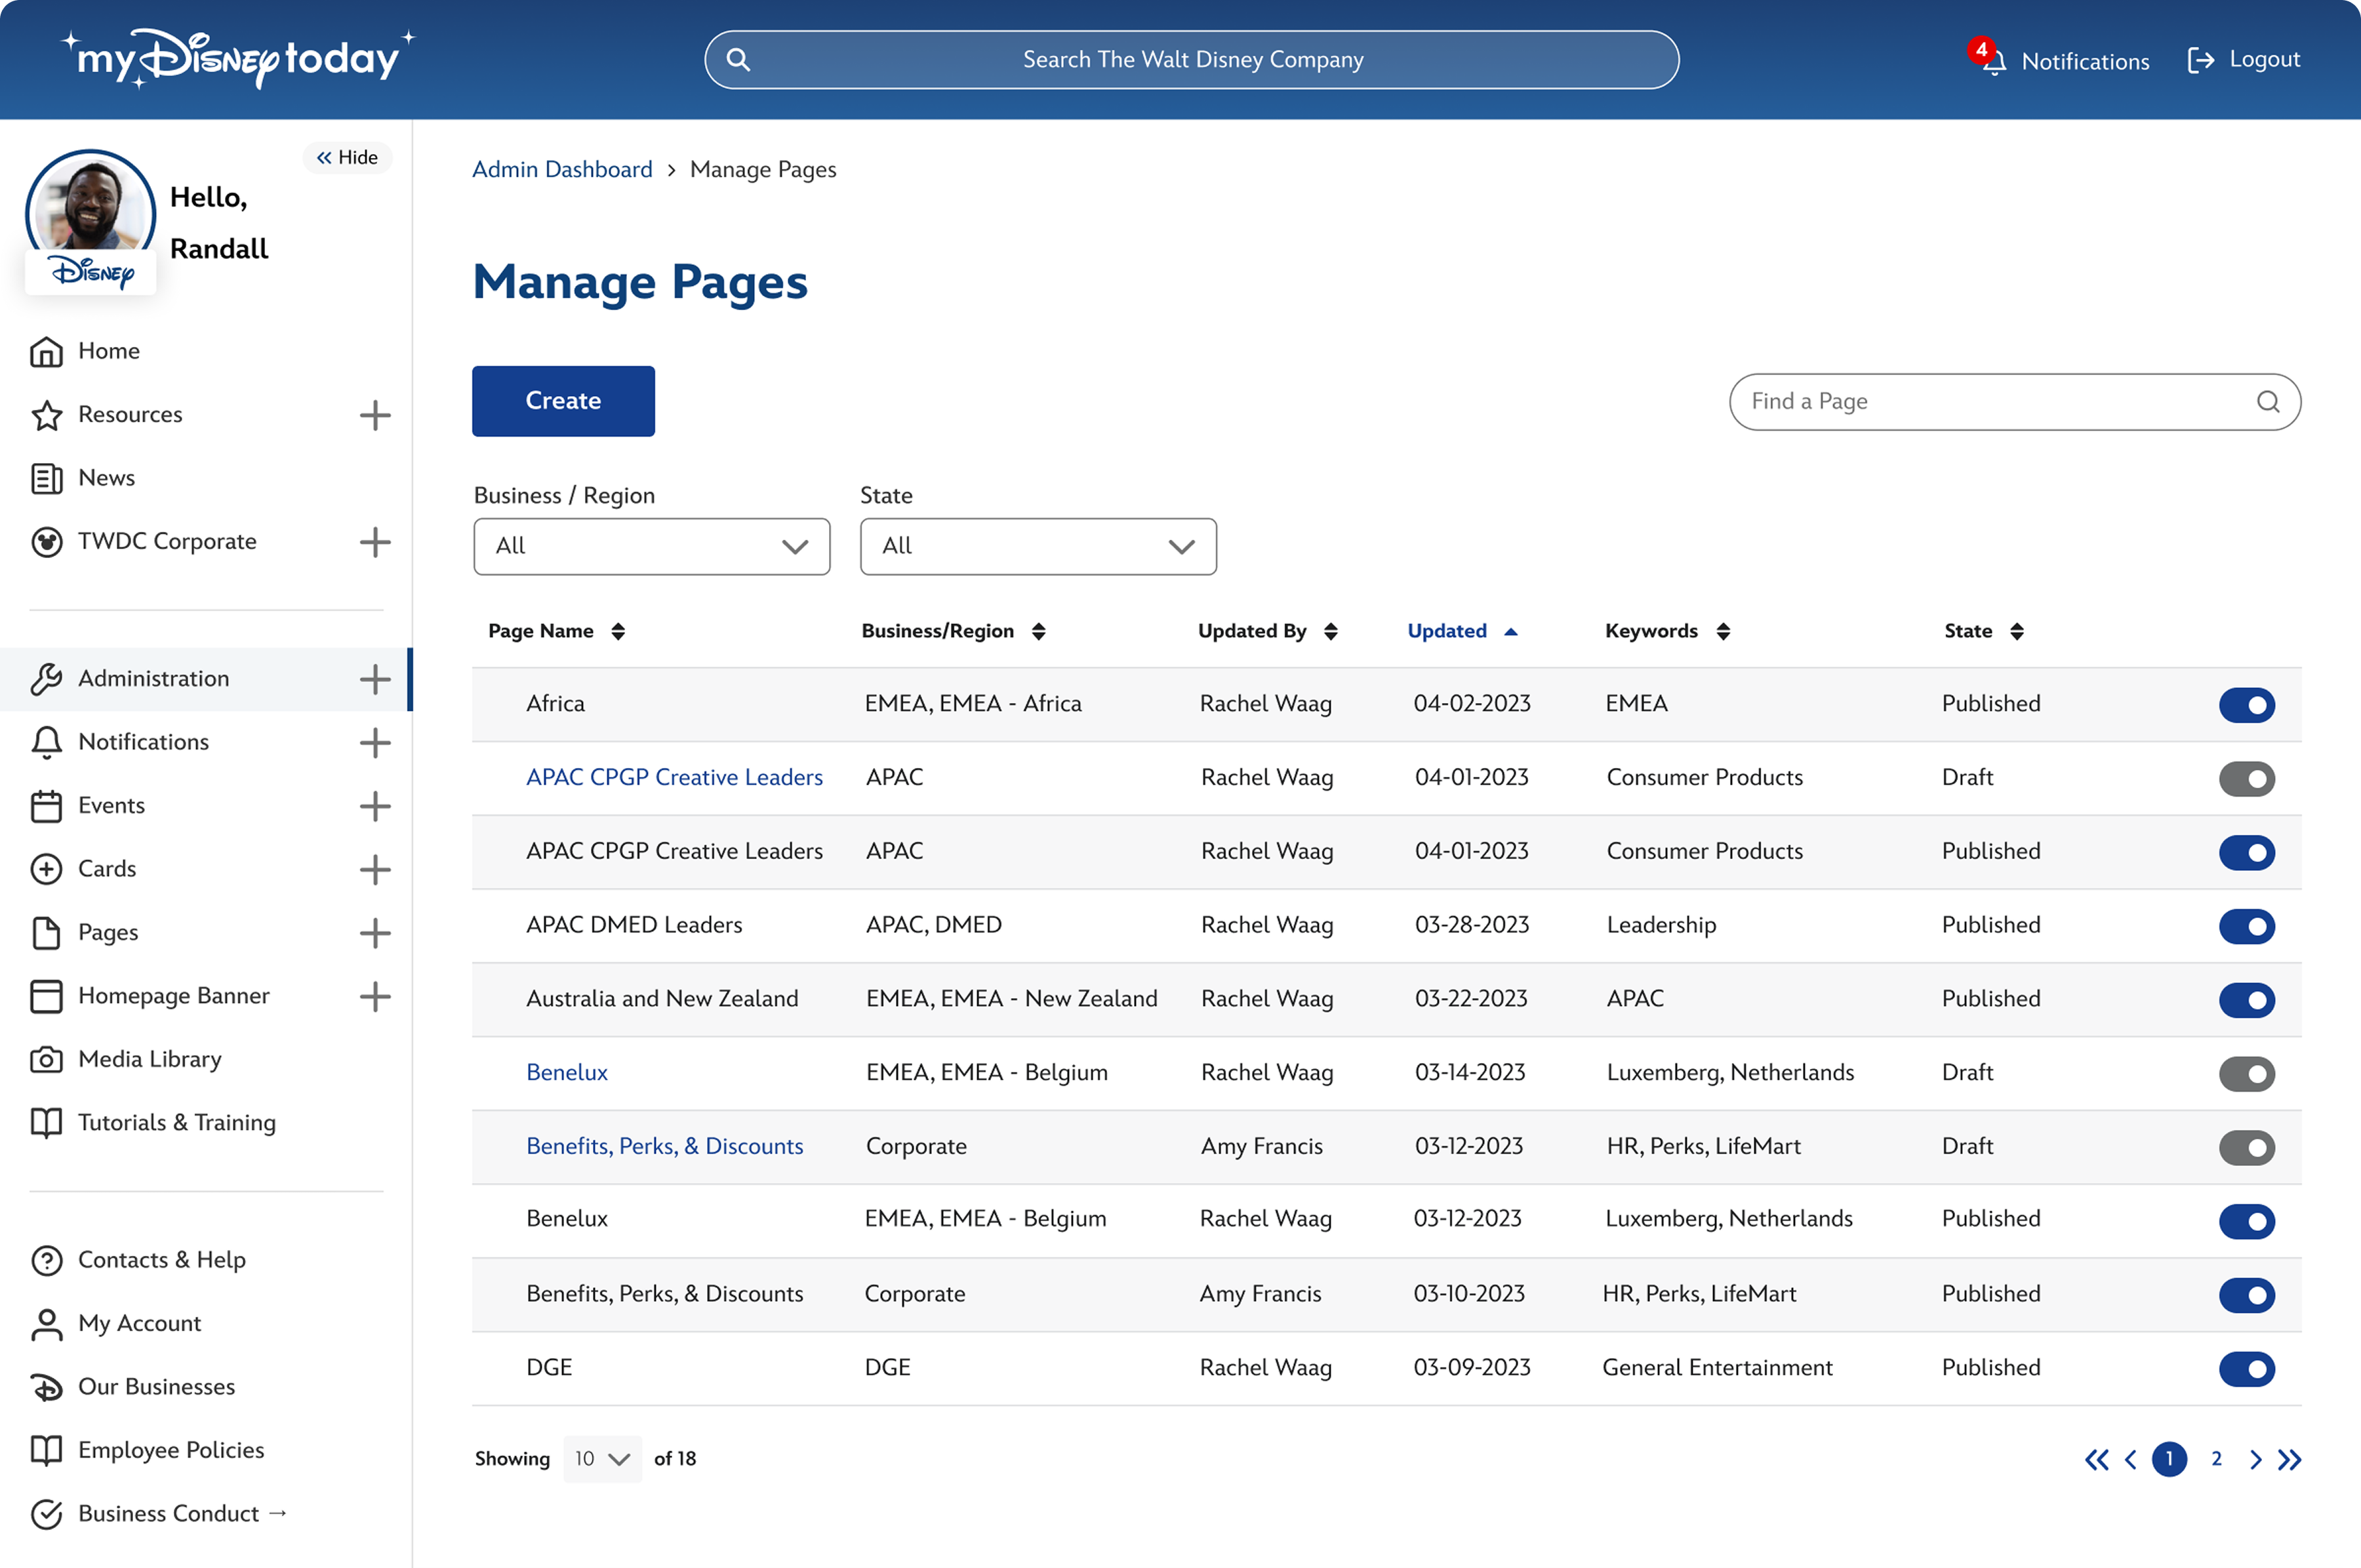 my Disney today
Search The Walt Disney Company
4
Notifications
Logout
Hide
Hello,
Randall
Disney
Home
Resources
News
TWDC Corporate
Administration
Notifications
Events
Cards
Pages
Homepage Banner
Media Library
Tutorials & Training
Contacts & Help
My Account
Our Businesses
Employee Policies
Business Conduct →
Admin Dashboard > Manage Pages
Manage Pages
Create
Find a Page
Business / Region
All
State
All
Page Name Business/Region Updated By Updated Keywords State
Africa EMEA, EMEA - Africa Rachel Waag 04-02-2023 EMEA Published
APAC CPGP Creative Leaders APAC Rachel Waag 04-01-2023 Consumer Products Draft
APAC CPGP Creative Leaders APAC Rachel Waag 04-01-2023 Consumer Products Published
APAC DMED Leaders APAC, DMED Rachel Waag 03-28-2023 Leadership Published
Australia and New Zealand EMEA, EMEA - New Zealand Rachel Waag 03-22-2023 APAC Published
Benelux EMEA, EMEA - Belgium Rachel Waag 03-14-2023 Luxemberg, Netherlands Draft
Benefits, Perks, & Discounts Corporate Amy Francis 03-12-2023 HR, Perks, LifeMart Draft
Benelux EMEA, EMEA - Belgium Rachel Waag 03-12-2023 Luxemberg, Netherlands Published
Benefits, Perks, & Discounts Corporate Amy Francis 03-10-2023 HR, Perks, LifeMart Published
DGE DGE Rachel Waag 03-09-2023 General Entertainment Published
Showing 10 of 18
1 2